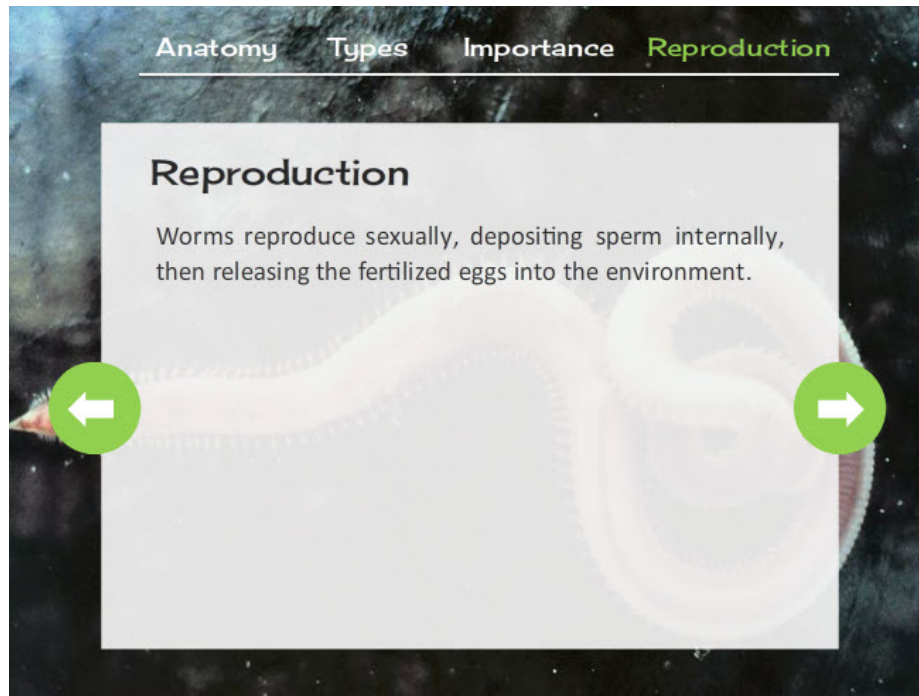 Anatomy Types Importance Reproduction
Reproduction
Worms reproduce sexually, depositing sperm internally,
then releasing the fertilized eggs into the environment.